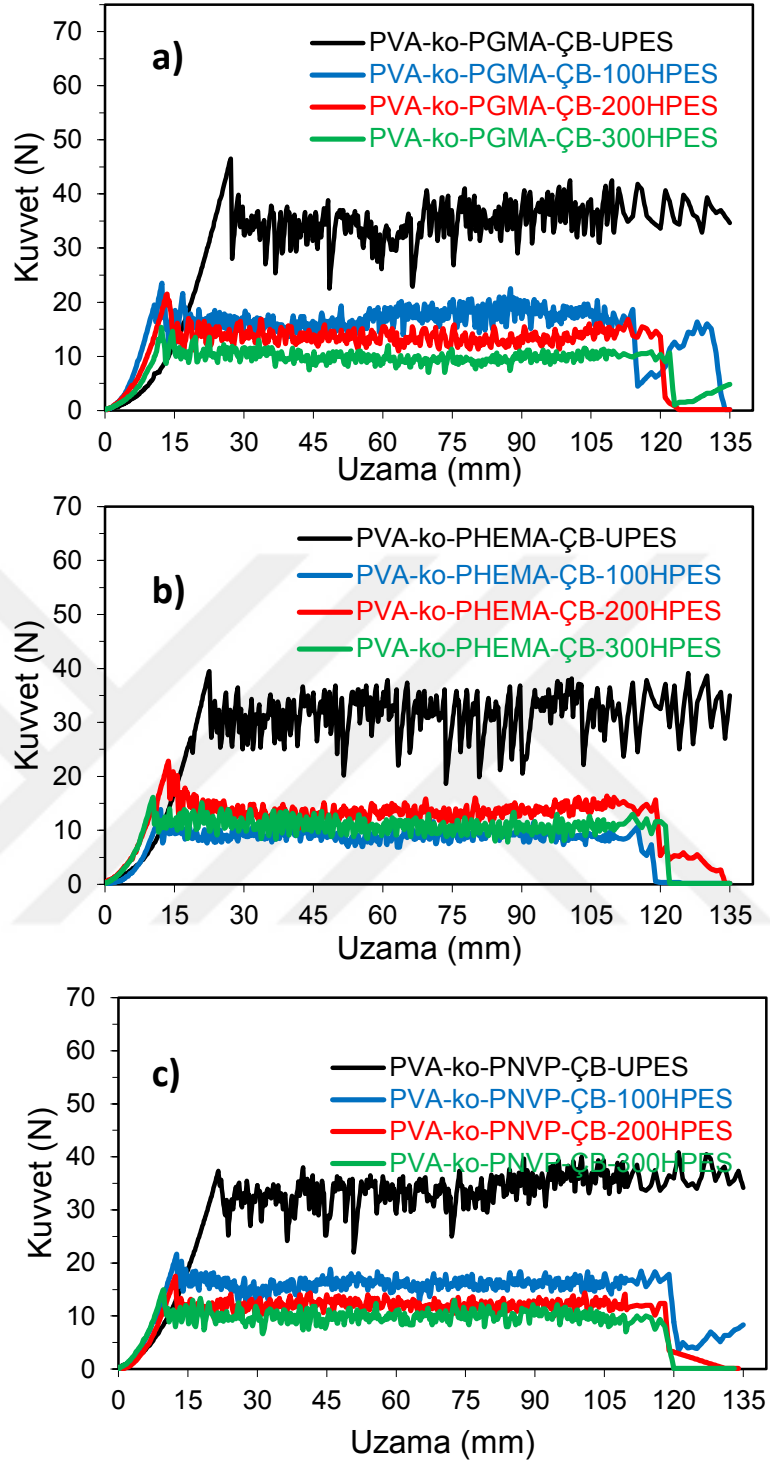 a)
PVA-ko-PGMA-ÇB-UPES
PVA-ko-PGMA-ÇB-100HPES
PVA-ko-PGMA-ÇB-200HPES
PVA-ko-PGMA-ÇB-300HPES
Kuvvet (N)
70
60
50
40
30
20
10
0
0 15 30 45 60 75 90 105 120 135
Uzama (mm)
b)
PVA-ko-PHEMA-ÇB-UPES
PVA-ko-PHEMA-ÇB-100HPES
PVA-ko-PHEMA-ÇB-200HPES
PVA-ko-PHEMA-ÇB-300HPES
Kuvvet (N)
70
60
50
40
30
20
10
0
0 15 30 45 60 75 90 105 120 135
Uzama (mm)
c)
PVA-ko-PNVP-ÇB-UPES
PVA-ko-PNVP-ÇB-100HPES
PVA-ko-PNVP-ÇB-200HPES
PVA-ko-PNVP-ÇB-300HPES
Kuvvet (N)
70
60
50
40
30
20
10
0
0 15 30 45 60 75 90 105 120 135
Uzama (mm)